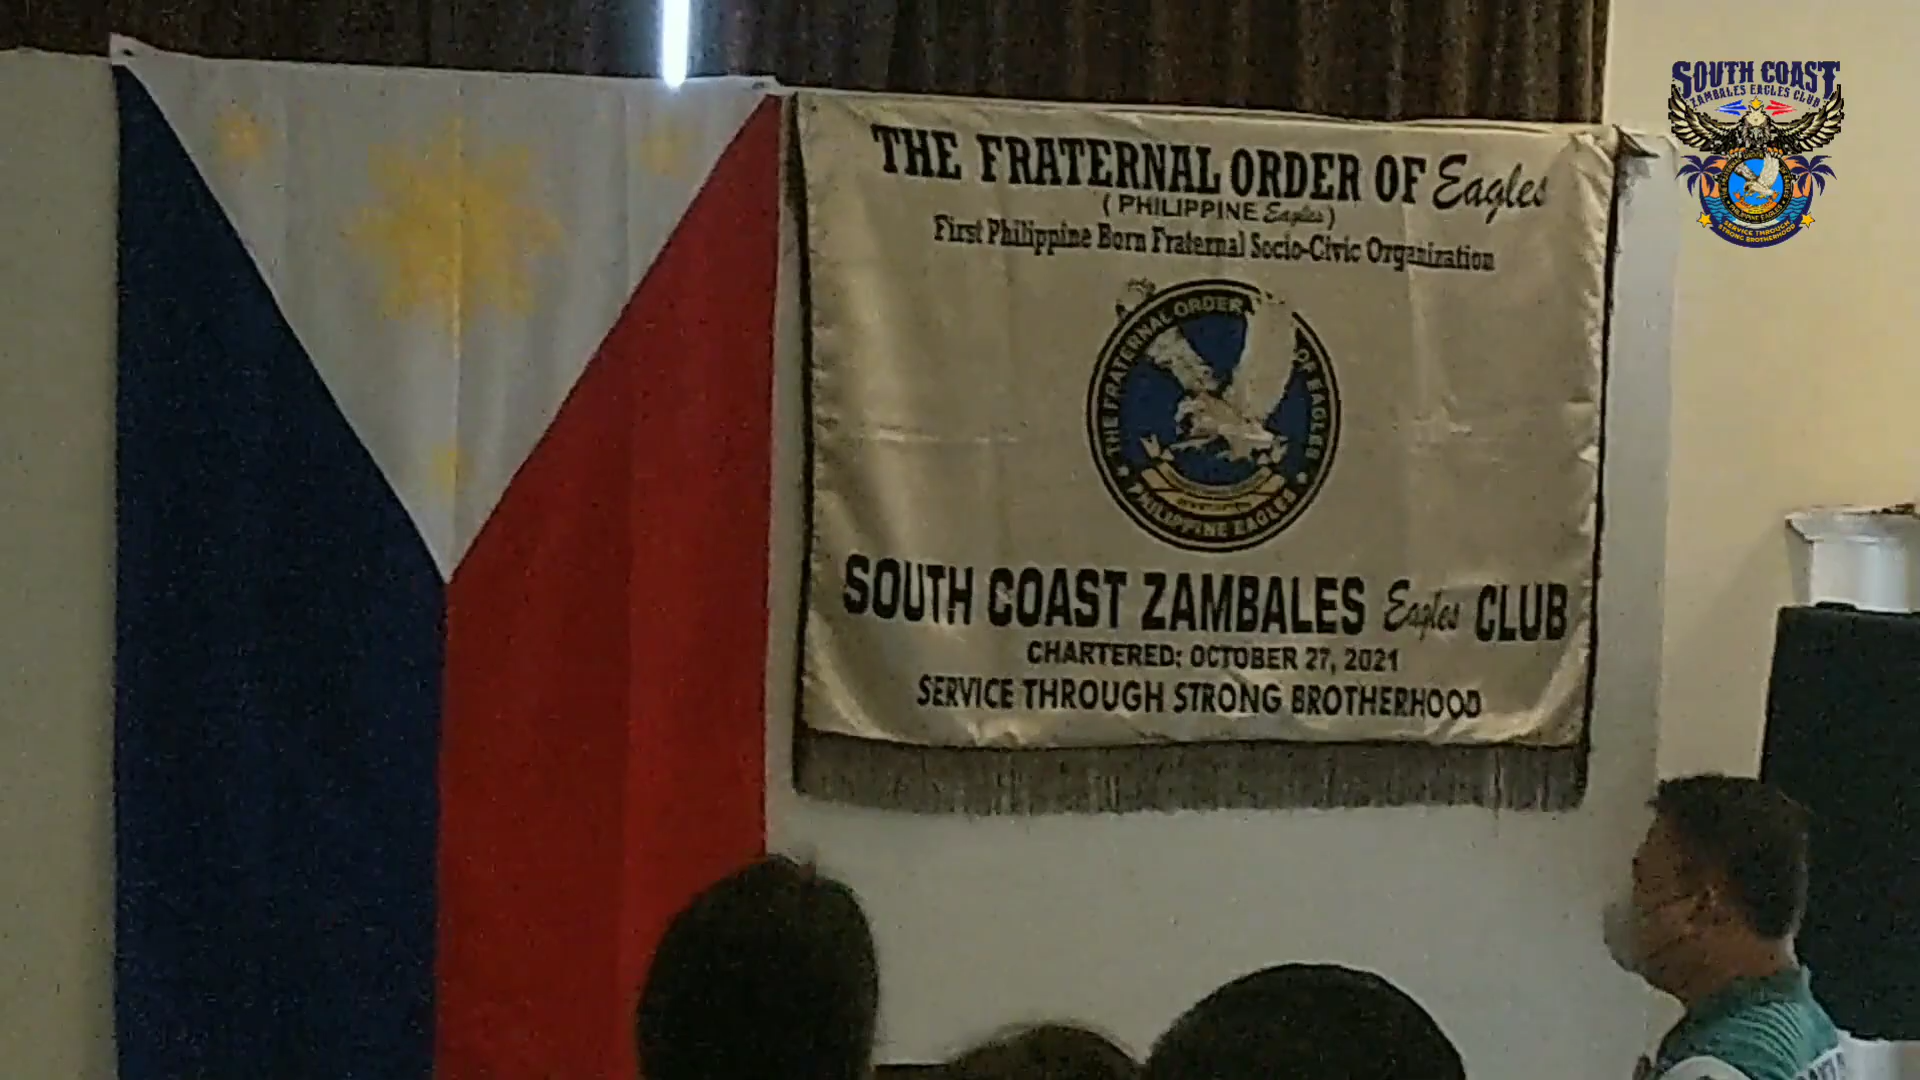 SOUTH COAST
ZAMBALES EAGLES CLUB
PHILIPPINE EAGLES
SERVICE THROUGH
STRONG BROTHERHOOD
THE FRATERNAL ORDER OF Eagles
( PHILIPPINE Eagles )
First Philippine Born Fraternal Socio-Civic Organization
THE FRATERNAL ORDER OF EAGLES
PHILIPPINE EAGLES
SOUTH COAST ZAMBALES Eagles CLUB
CHARTERED: OCTOBER 27, 2021
SERVICE THROUGH STRONG BROTHERHOOD